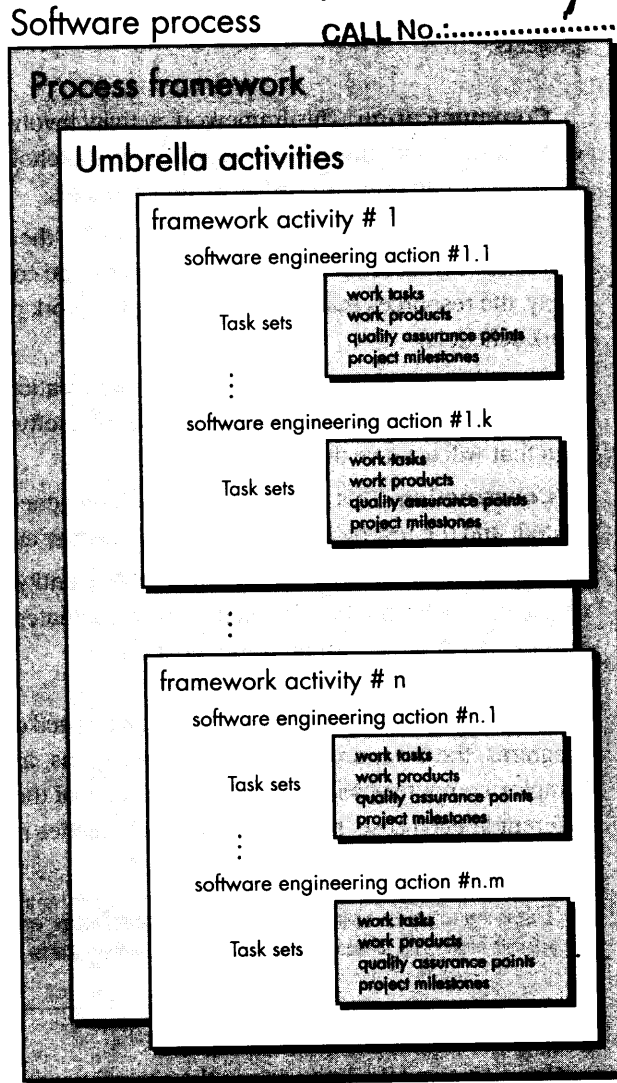 Software process
CALL No.:....................
Process framework
Umbrella activities
framework activity # 1
software engineering action #1.1
Task sets
work tasks
work products
quality assurance points
project milestones
software engineering action #1.k
Task sets
work tasks
work products
quality assurance points
project milestones
framework activity # n
software engineering action #n.1
Task sets
work tasks
work products
quality assurance points
project milestones
software engineering action #n.m
Task sets
work tasks
work products
quality assurance points
project milestones